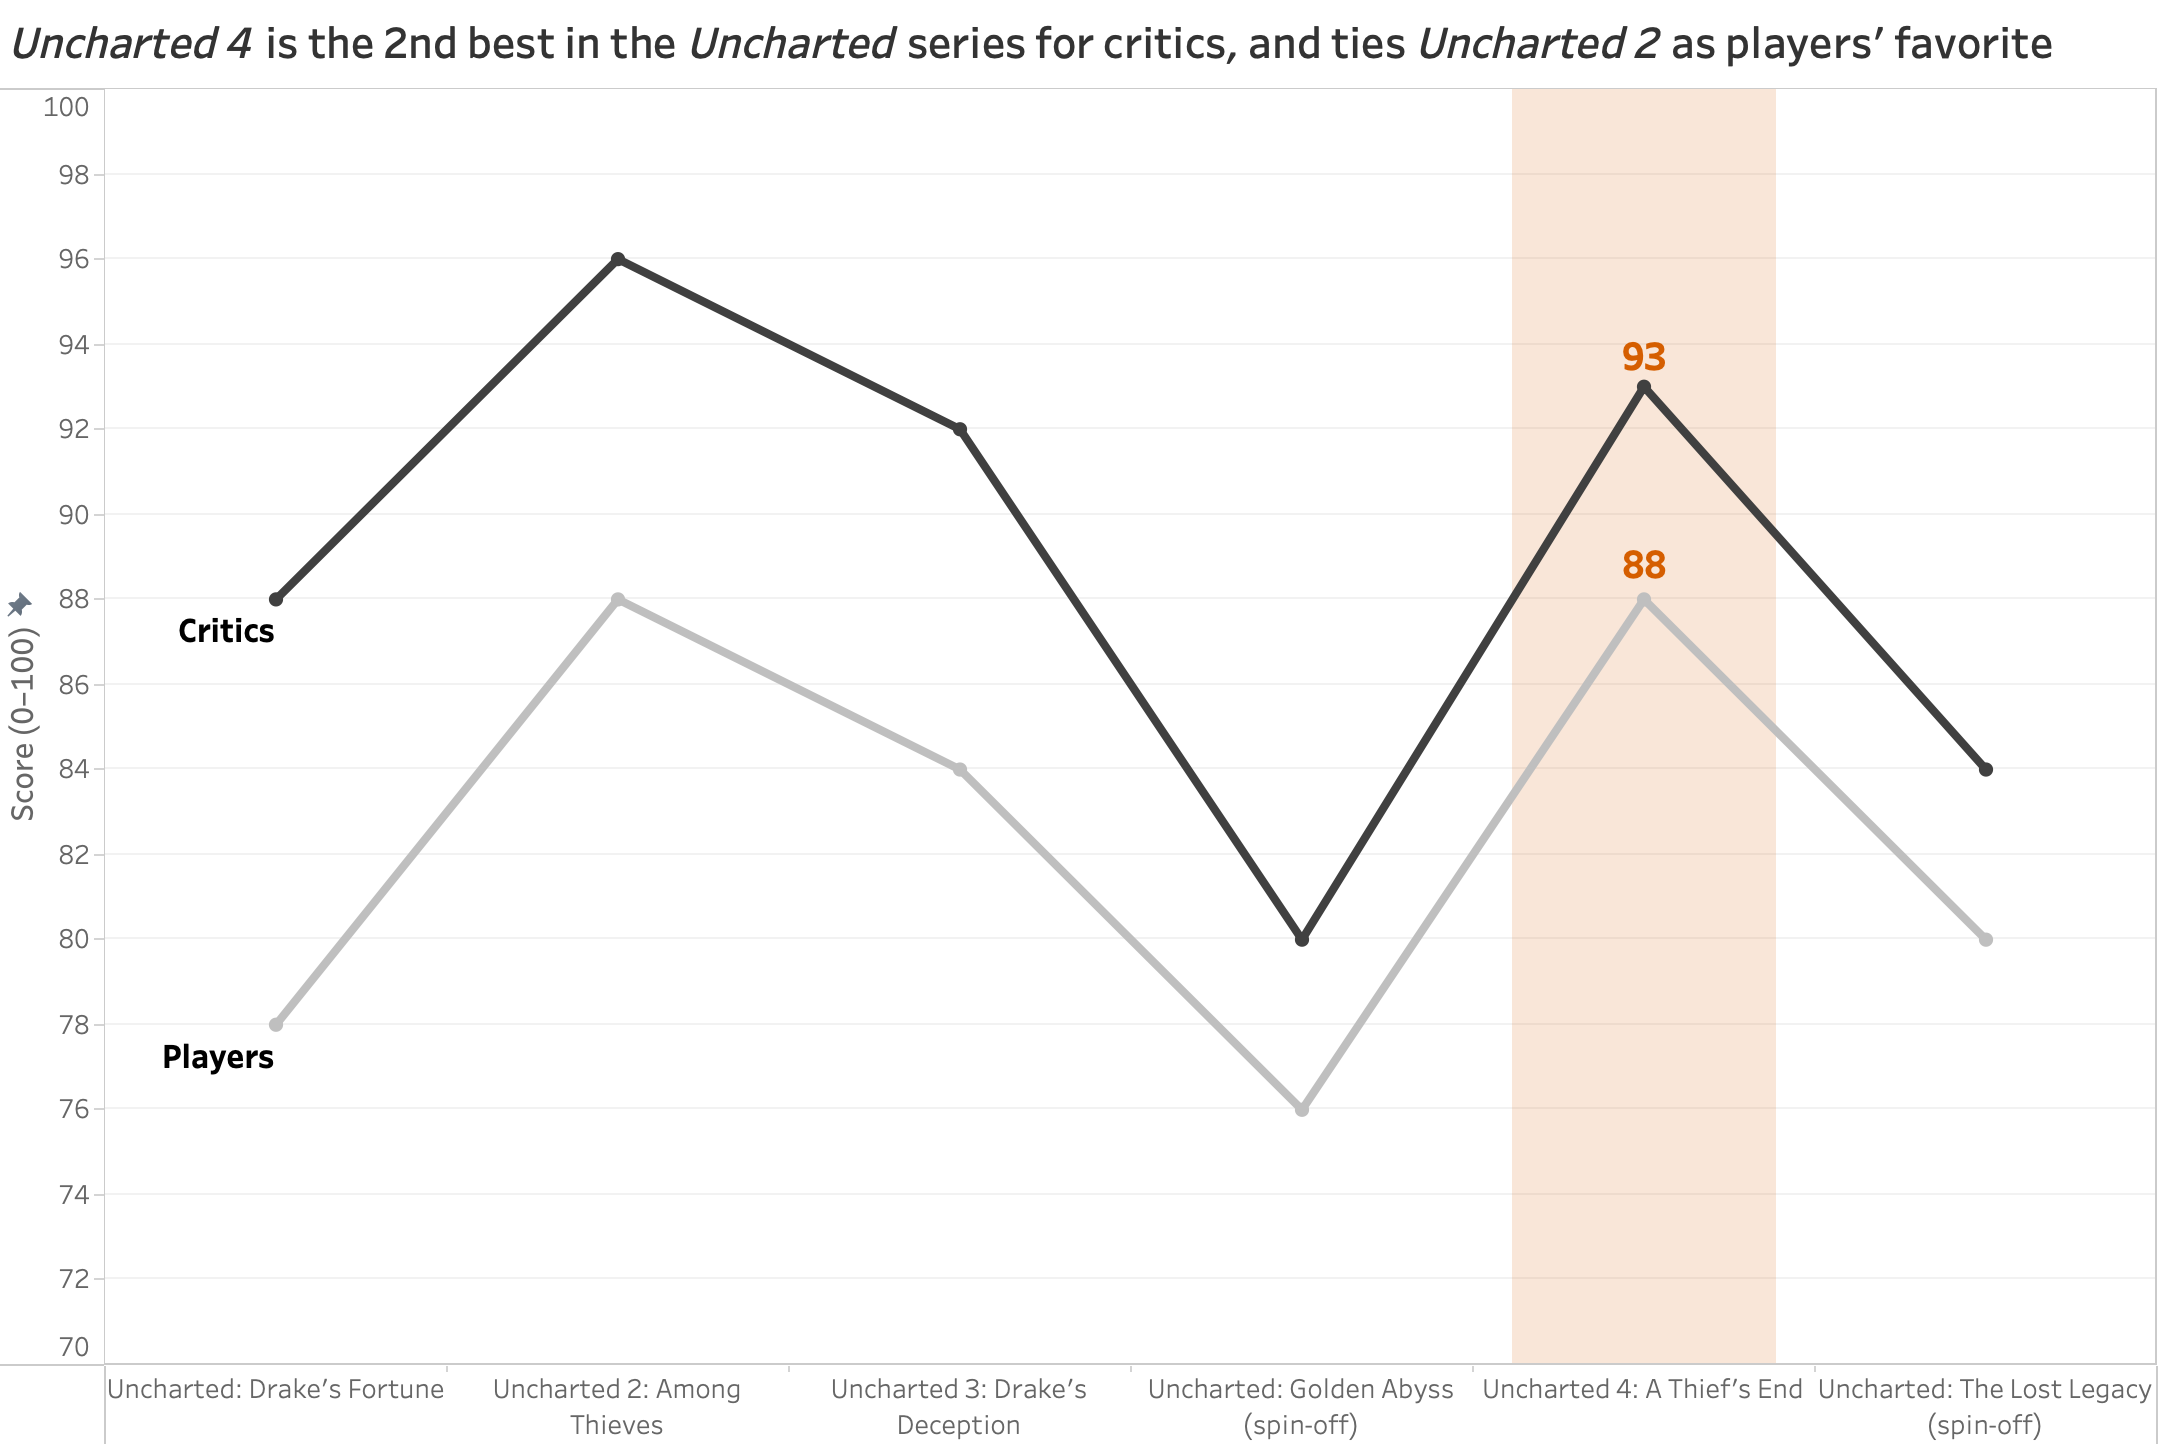 Uncharted 4 is the 2nd best in the Uncharted series for critics, and ties Uncharted 2 as players’ favorite
100
98
96
94
92
90
88
86
84
82
80
78
76
74
72
70
Score (0–100)
93
88
Critics
Players
Uncharted: Drake’s Fortune
Uncharted 2: Among
Thieves
Uncharted 3: Drake’s
Deception
Uncharted: Golden Abyss
(spin-off)
Uncharted 4: A Thief’s End
Uncharted: The Lost Legacy
(spin-off)